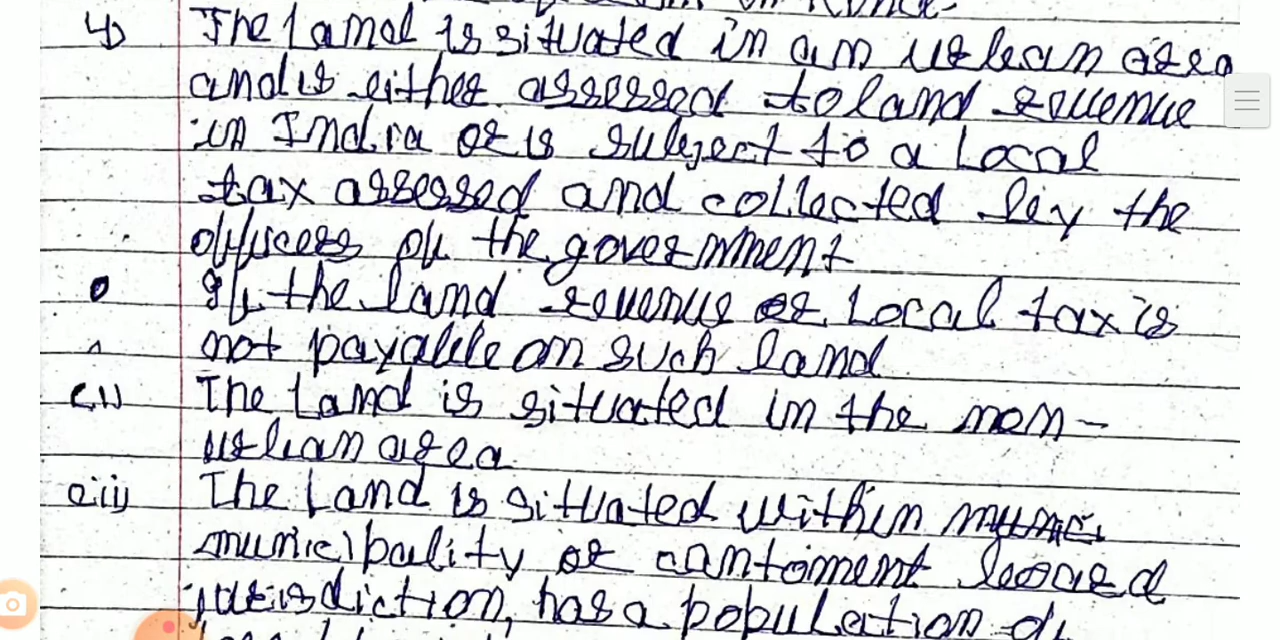 4) The Land is situated in an urban area
and is either assessed to land revenue
in India or is subject to a Local
tax assessed and collected by the
officers of the government
If the land revenue or Local tax is
not payable on such land
(ii) The Land is situated in the non-
urban area
(iii) The Land is situated within
municipality or cantoment board
jurisdiction, has a population of